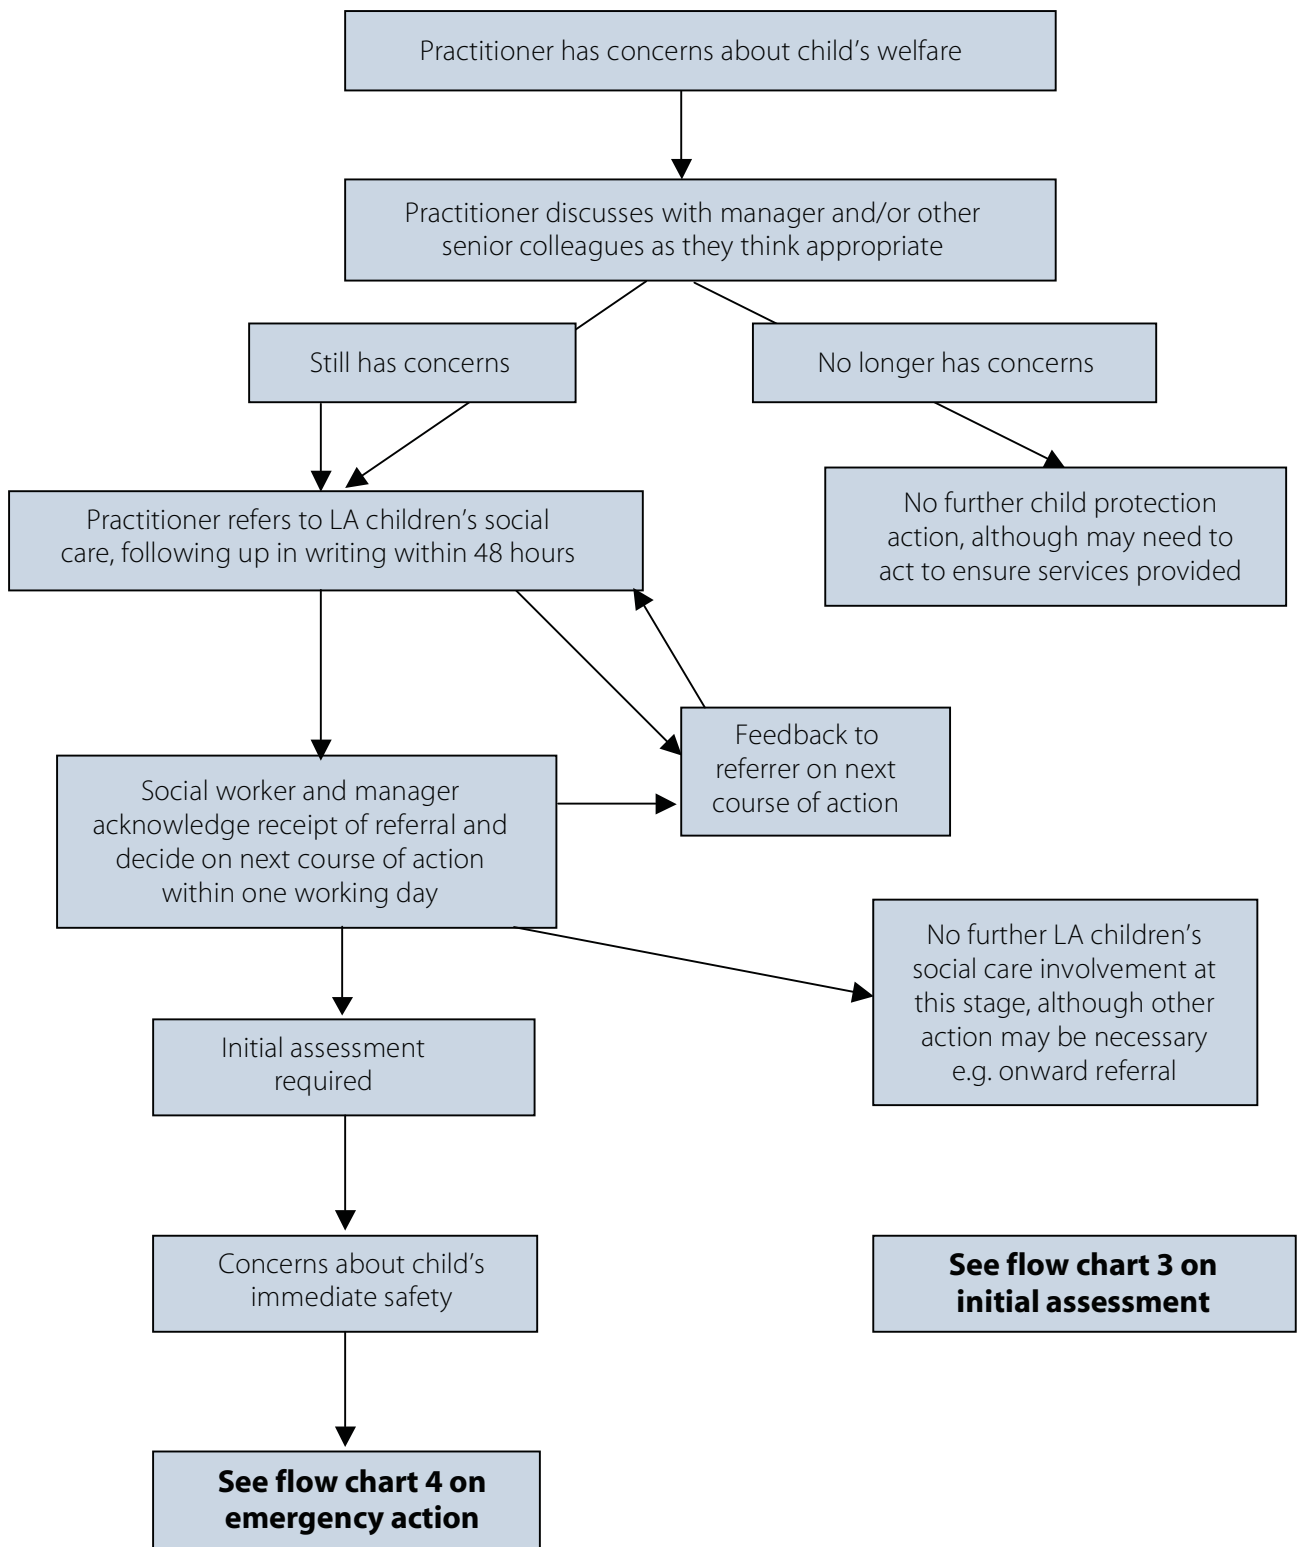 Practitioner has concerns about child’s welfare
Practitioner discusses with manager and/or other
senior colleagues as they think appropriate
Still has concerns
No longer has concerns
Practitioner refers to LA children’s social
care, following up in writing within 48 hours
No further child protection
action, although may need to
act to ensure services provided
Feedback to
referrer on next
course of action
Social worker and manager
acknowledge receipt of referral and
decide on next course of action
within one working day
No further LA children’s
social care involvement at
this stage, although other
action may be necessary
e.g. onward referral
Initial assessment
required
Concerns about child’s
immediate safety
See flow chart 3 on
initial assessment
See flow chart 4 on
emergency action